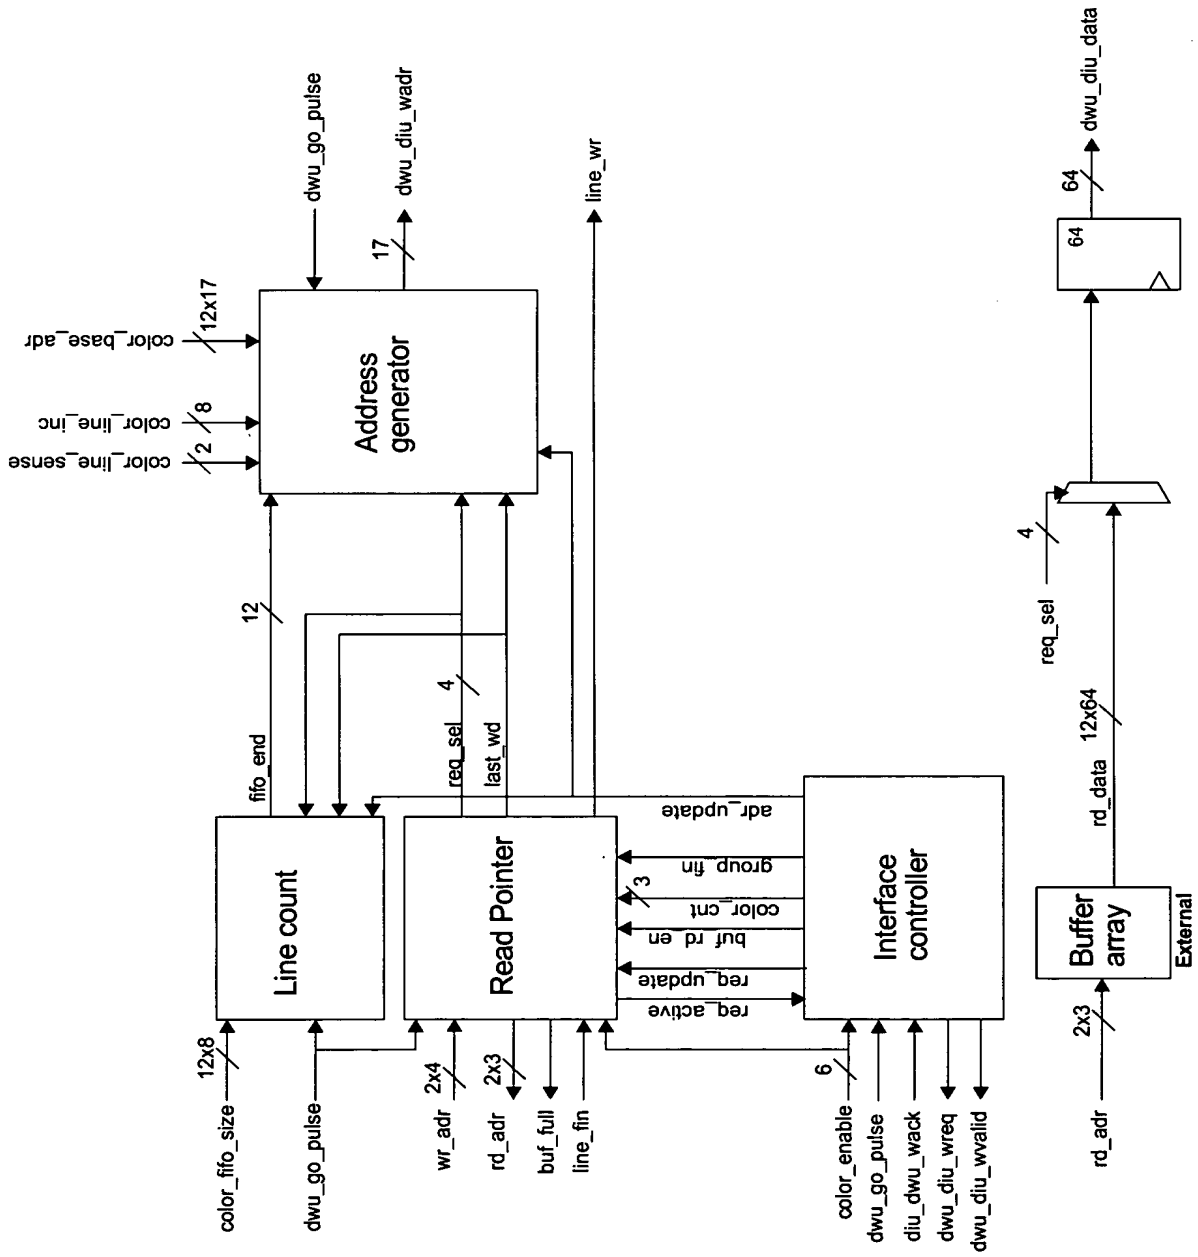 dwu_go_pulse
dwu_diu_wadr
17
line_wr
dwu_diu_data
64
64
color_base_adr
12x17
color_line_inc
8
color_line_sense
2
Address
generator
12
fifo_end
req_sel
4
last_wd
4
req_sel
Line count
Read Pointer
Interface
controller
adr_update
group_fin
3
color_cnt
buf_rd_en
req_update
req_active
12x64
rd_data
Buffer
array
External
color_fifo_size
12x8
dwu_go_pulse
wr_adr
2x4
rd_adr
2x3
buf_full
line_fin
color_enable
6
dwu_go_pulse
diu_dwu_wack
dwu_diu_wreq
dwu_diu_wvalid
rd_adr
2x3